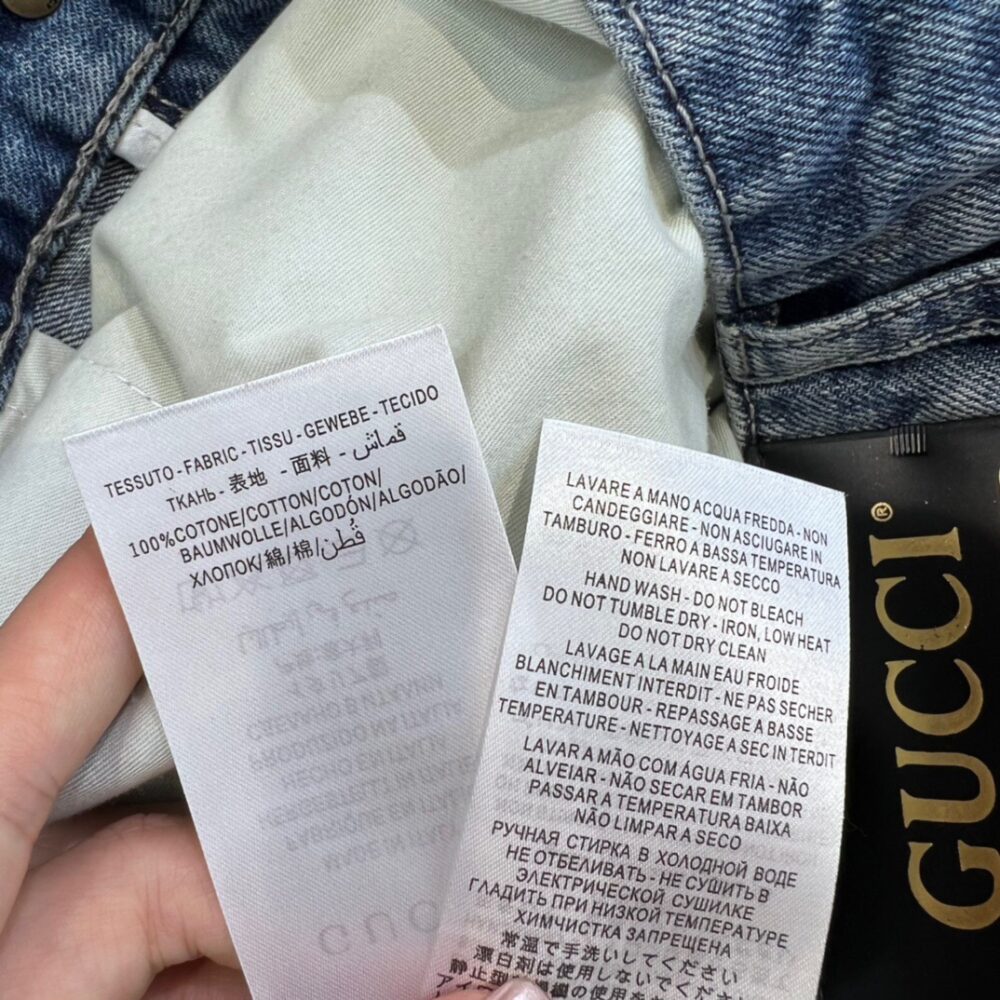 TESSUTO - FABRIC - TISSU - GEWEBE - TECIDO
ТКАНЬ - 表地 - 面料 - قماش
100%COTONE/COTTON/COTON/
BAUMWOLLE/ALGODÓN/ALGODÃO/
ХЛОПОК/綿/棉/قطن
LAVARE A MANO ACQUA FREDDA - NON
CANDEGGIARE - NON ASCIUGARE IN
TAMBURO - FERRO A BASSA TEMPERATURA
NON LAVARE A SECCO
HAND WASH - DO NOT BLEACH
DO NOT TUMBLE DRY - IRON, LOW HEAT
DO NOT DRY CLEAN
LAVAGE A LA MAIN EAU FROIDE
BLANCHIMENT INTERDIT - NE PAS SECHER
EN TAMBOUR - REPASSAGE A BASSE
TEMPERATURE - NETTOYAGE A SEC INTERDIT
LAVAR A MÃO COM ÁGUA FRIA - NÃO
ALVEIAR - NÃO SECAR EM TAMBOR
PASSAR A TEMPERATURA BAIXA
NÃO LIMPAR A SECO
РУЧНАЯ СТИРКА В ХОЛОДНОЙ ВОДЕ
НЕ ОТБЕЛИВАТЬ - НЕ СУШИТЬ В
ЭЛЕКТРИЧЕСКОЙ СУШИЛКЕ
ГЛАДИТЬ ПРИ НИЗКОЙ ТЕМПЕРАТУРЕ
ХИМЧИСТКА ЗАПРЕЩЕНА
常温で手洗いしてください
漂白剤は使用しないでください
GUCCI®